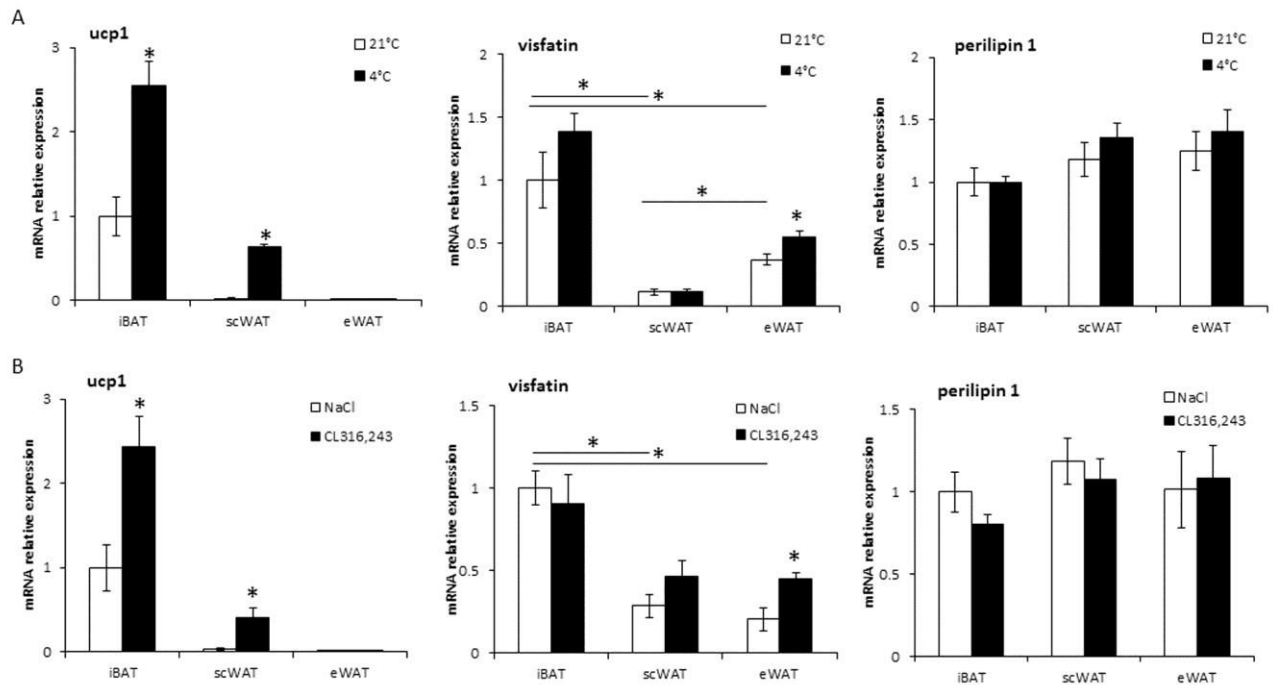 A
ucp1
mRNA relative expression
3
2
1
0
21°C
4°C
*
*
iBAT
scWAT
eWAT
visfatin
mRNA relative expression
2
1.5
1
0.5
0
21°C
4°C
*
*
*
*
iBAT
scWAT
eWAT
perilipin 1
mRNA relative expression
2
1.5
1
0.5
0
21°C
4°C
iBAT
scWAT
eWAT
B
ucp1
mRNA relative expression
3
2
1
0
NaCl
CL316,243
*
*
iBAT
scWAT
eWAT
visfatin
mRNA relative expression
1.5
1
0.5
0
NaCl
CL316,243
*
*
*
iBAT
scWAT
eWAT
perilipin 1
mRNA relative expression
1.5
1
0.5
0
NaCl
CL316,243
iBAT
scWAT
eWAT